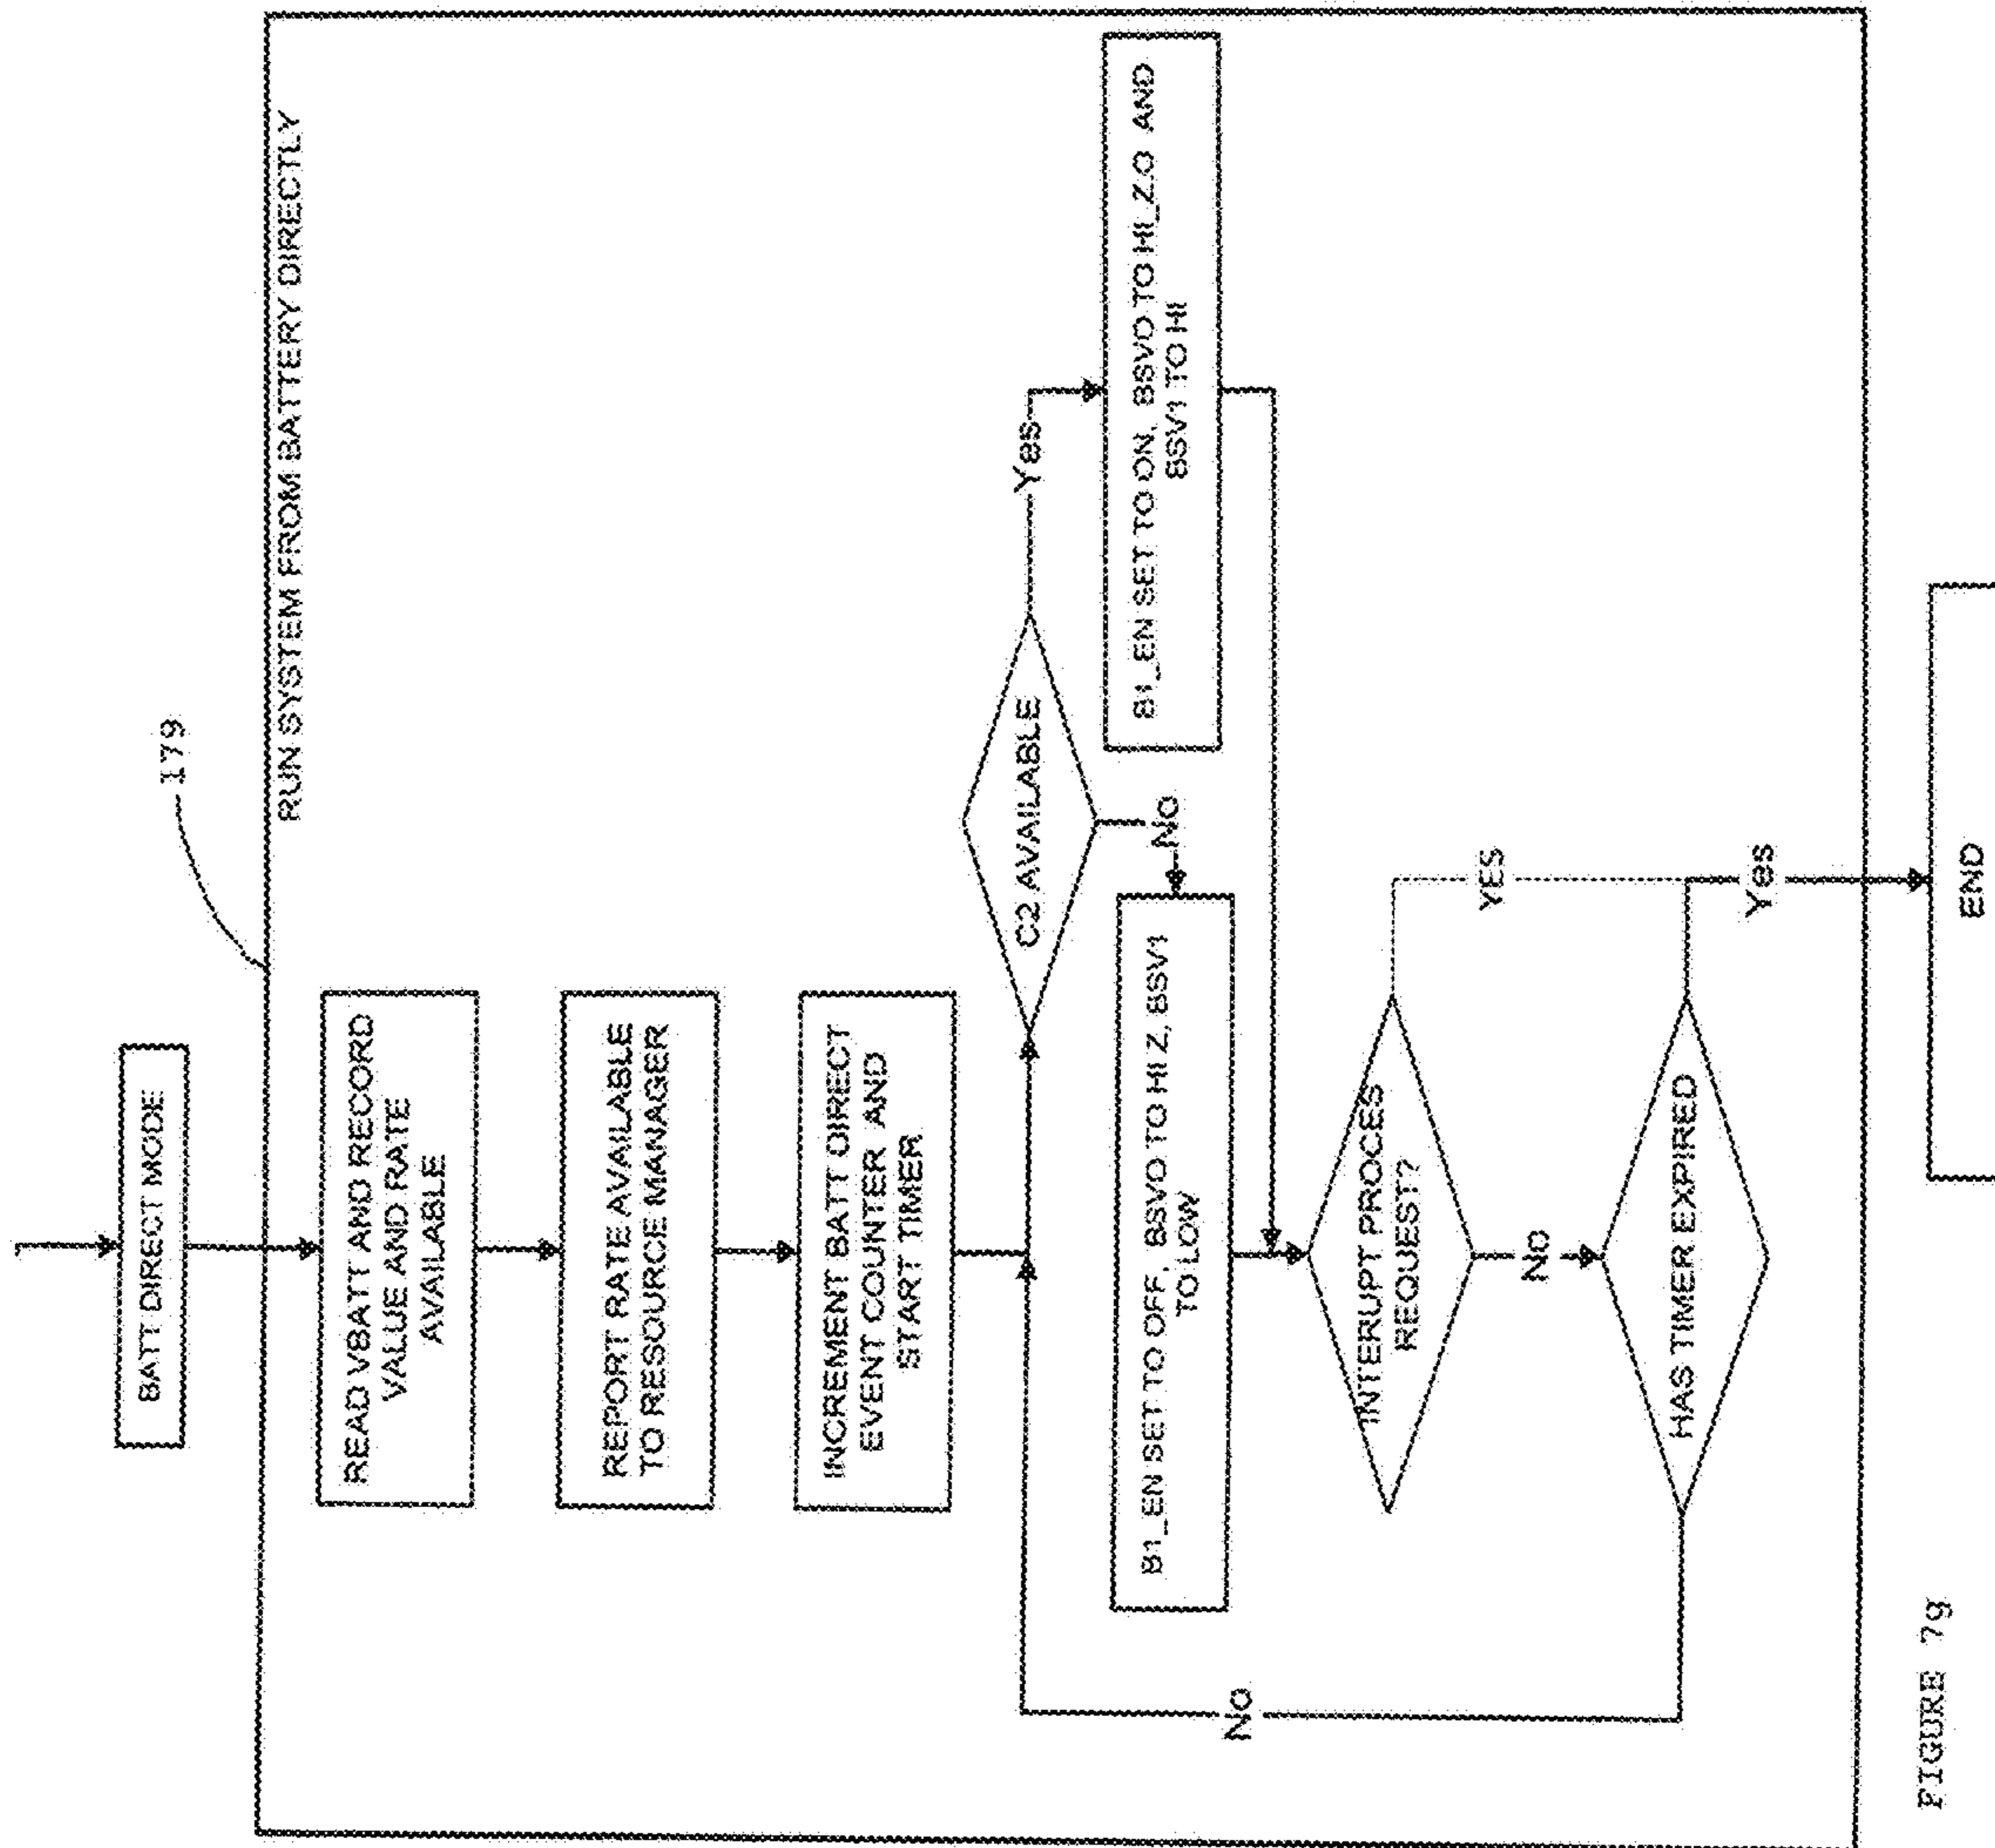 BATT DIRECT MODE
179
RUN SYSTEM FROM BATTERY DIRECTLY
READ VBATT AND RECORD
VALUE AND RATE
AVAILABLE
REPORT RATE AVAILABLE
TO RESOURCE MANAGER
INCREMENT BATT DIRECT
EVENT COUNTER AND
START TIMER
C2 AVAILABLE
Yes
No
B1_EN SET TO ON, BSV0 TO HI_Z.O AND
BSV1 TO HI
B1_EN SET TO OFF, BSV0 TO HI Z, BSV1
TO LOW
INTERRUPT PROCES
REQUEST?
YES
No
HAS TIMER EXPIRED
Yes
No
END
FIGURE 7g